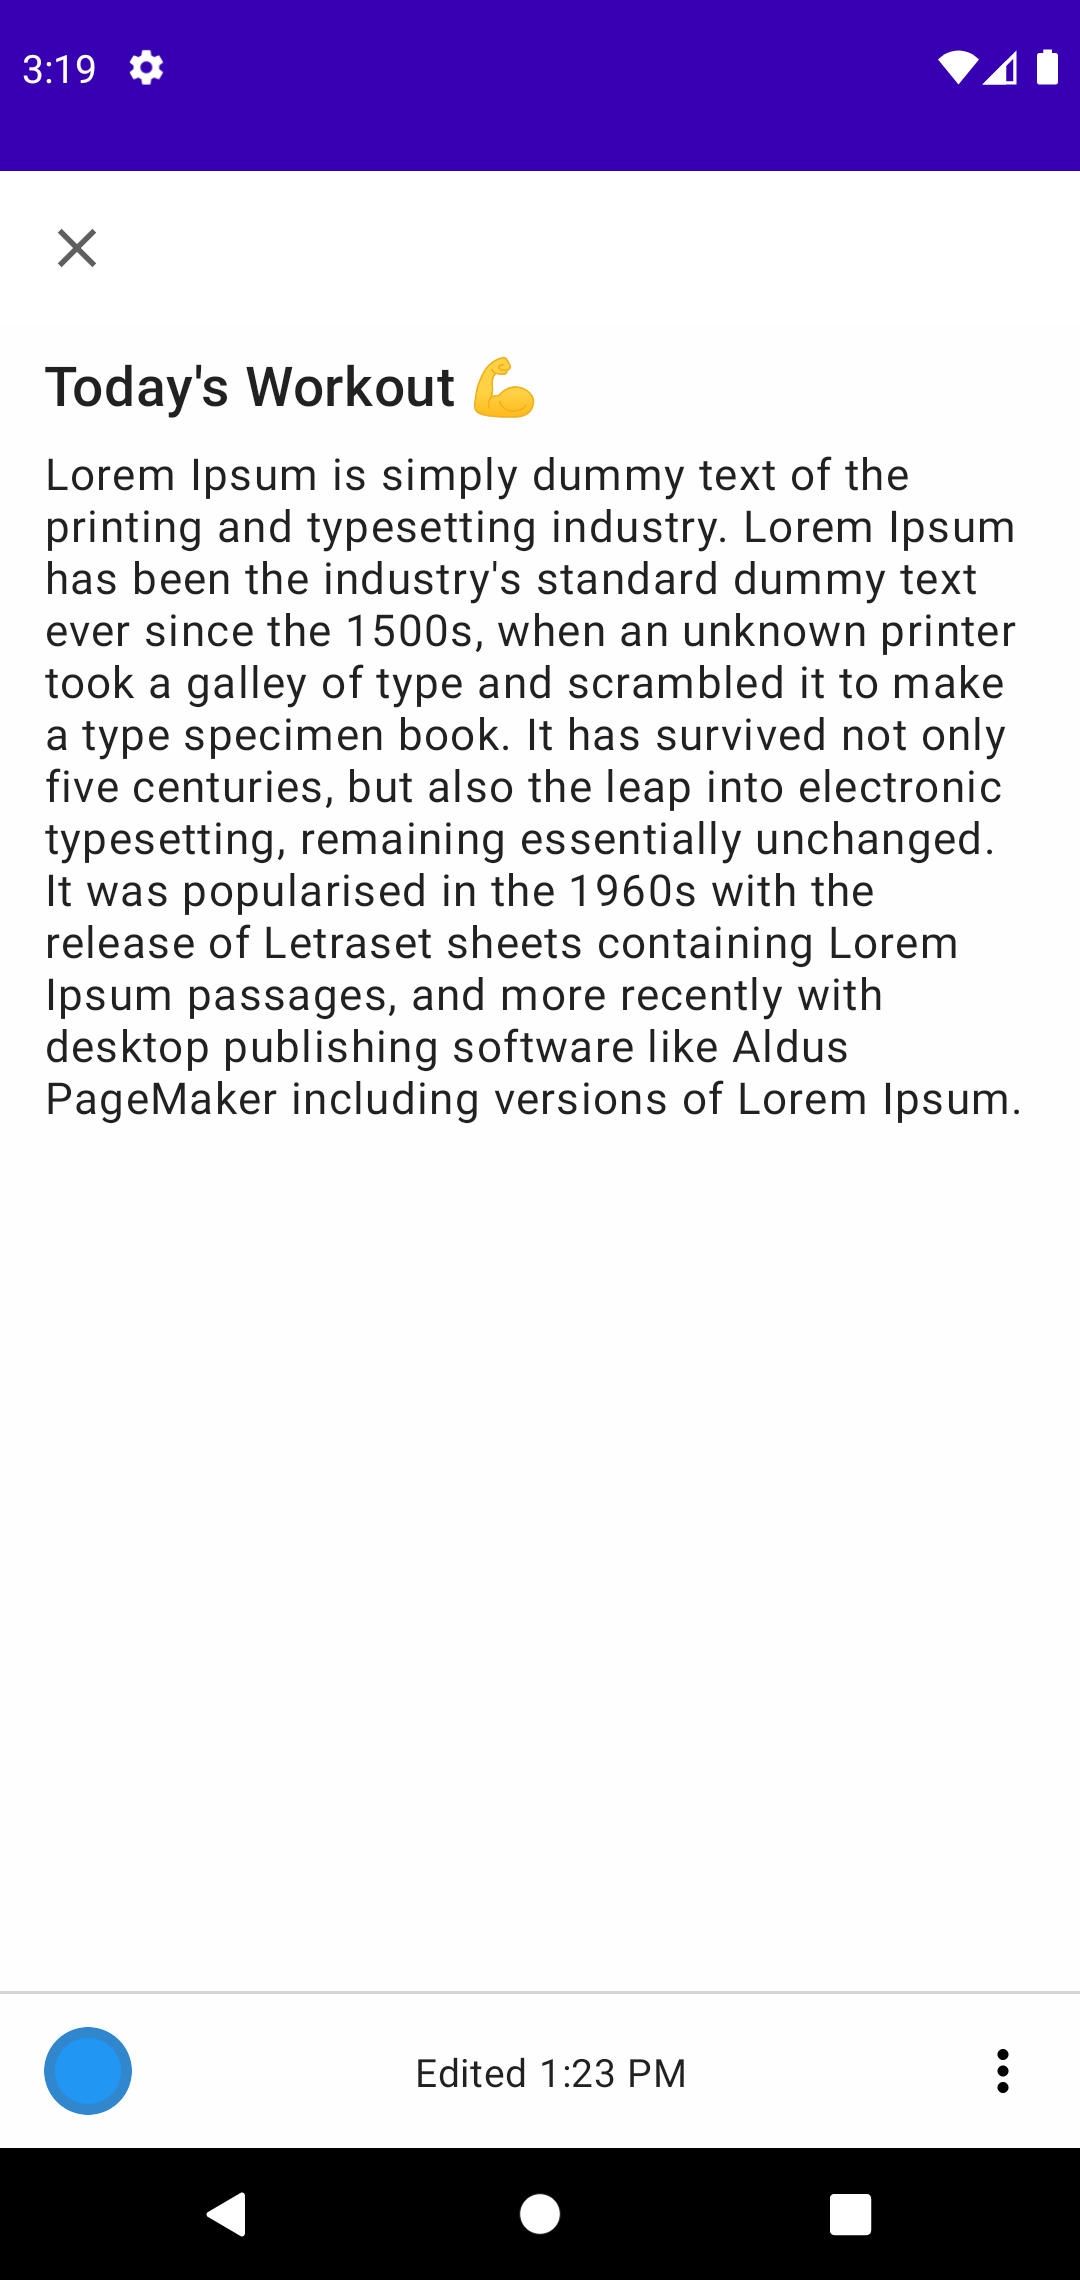 3:19
Today's Workout 💪
Lorem Ipsum is simply dummy text of the
printing and typesetting industry. Lorem Ipsum
has been the industry's standard dummy text
ever since the 1500s, when an unknown printer
took a galley of type and scrambled it to make
a type specimen book. It has survived not only
five centuries, but also the leap into electronic
typesetting, remaining essentially unchanged.
It was popularised in the 1960s with the
release of Letraset sheets containing Lorem
Ipsum passages, and more recently with
desktop publishing software like Aldus
PageMaker including versions of Lorem Ipsum.
Edited 1:23 PM